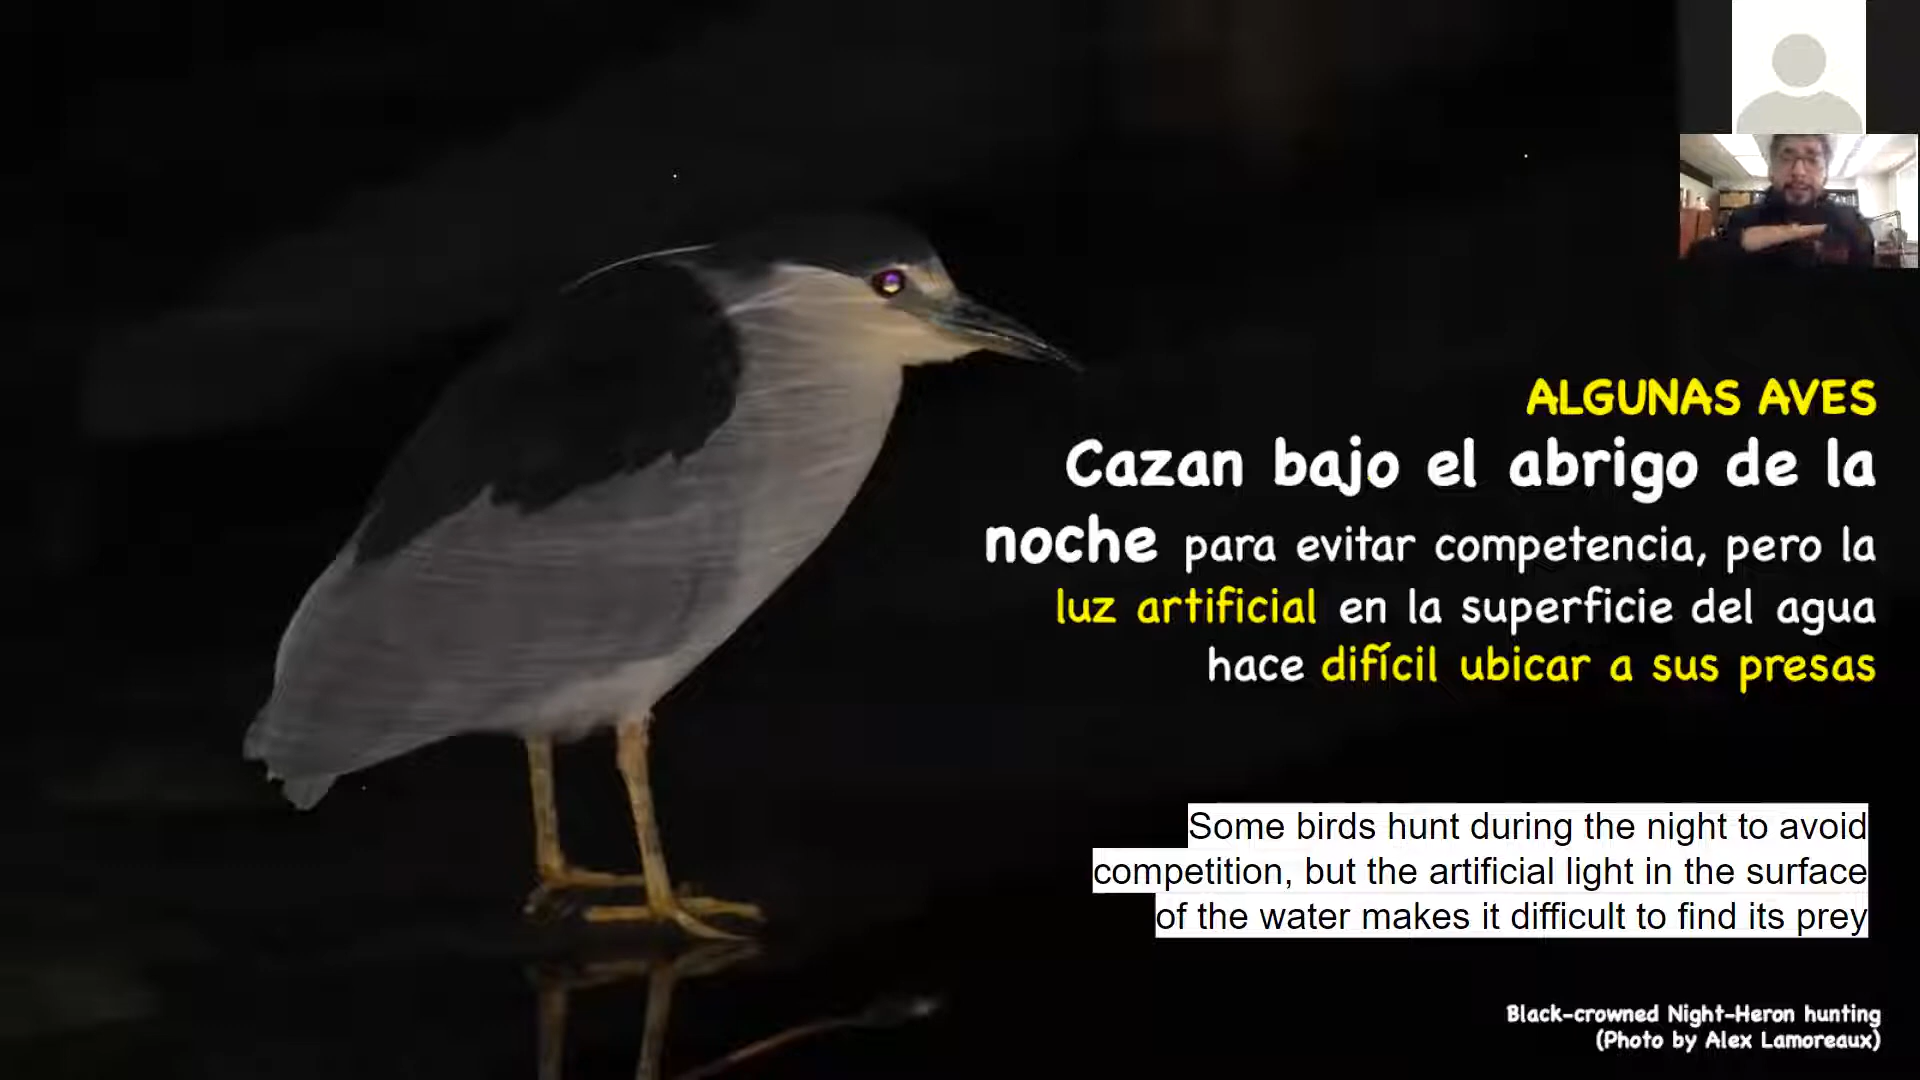 ALGUNAS AVES
Cazan bajo el abrigo de la
noche para evitar competencia, pero la
luz artificial en la superficie del agua
hace difícil ubicar a sus presas
Some birds hunt during the night to avoid
competition, but the artificial light in the surface
of the water makes it difficult to find its prey
Black-crowned Night-Heron hunting
(Photo by Alex Lamoreaux)